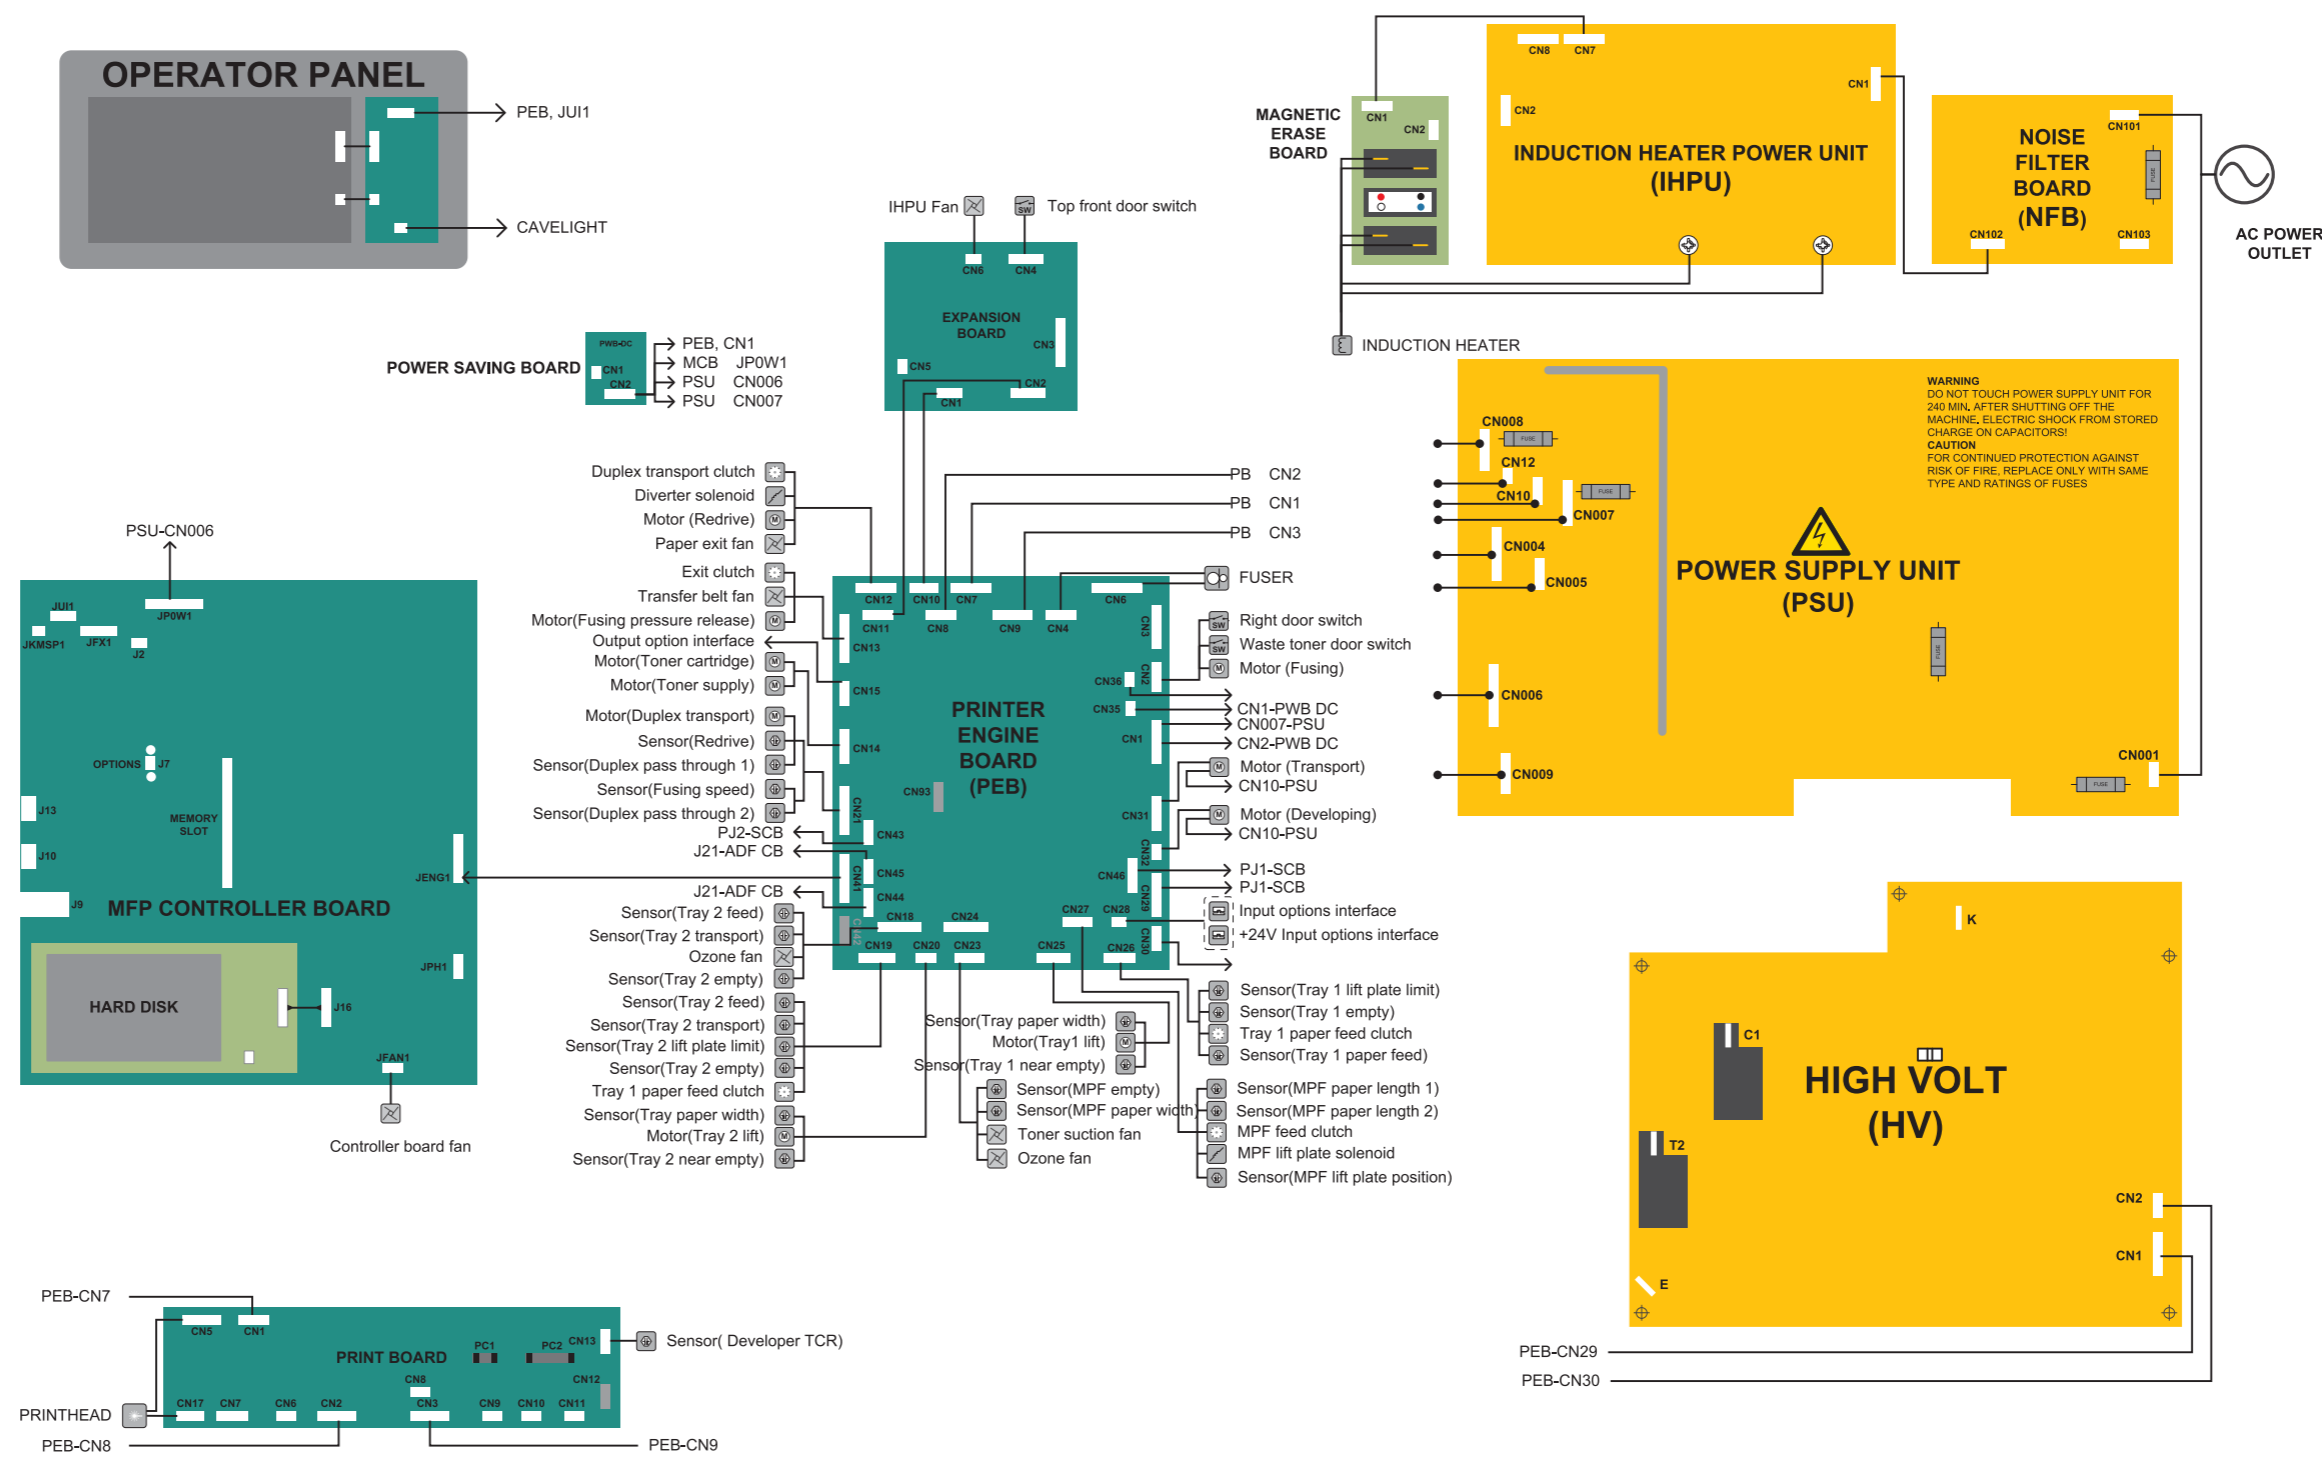 OPERATOR PANEL
PEB, JUI1
CAVELIGHT
POWER SAVING BOARD
PWB-DC
CN1
CN2
PEB, CN1
MCB JP0W1
PSU CN006
PSU CN007
IHPU Fan
SW
Top front door switch
CN6
CN4
EXPANSION
BOARD
CN3
CN5
CN2
CN1
MAGNETIC
ERASE
BOARD
CN1
CN2
CN8
CN7
CN1
CN2
INDUCTION HEATER POWER UNIT
(IHPU)
INDUCTION HEATER
CN101
NOISE
FILTER
BOARD
(NFB)
FUSE
CN102
CN103
AC POWER
OUTLET
WARNING
DO NOT TOUCH POWER SUPPLY UNIT FOR
240 MIN. AFTER SHUTTING OFF THE
MACHINE, ELECTRIC SHOCK FROM STORED
CHARGE ON CAPACITORS!
CAUTION
FOR CONTINUED PROTECTION AGAINST
RISK OF FIRE, REPLACE ONLY WITH SAME
TYPE AND RATINGS OF FUSES
CN008
FUSE
CN12
CN10
FUSE
CN007
CN004
CN005
POWER SUPPLY UNIT
(PSU)
FUSE
CN006
CN009
CN001
FUSE
Duplex transport clutch
Diverter solenoid
Motor (Redrive)
M
Paper exit fan
Exit clutch
Transfer belt fan
Motor(Fusing pressure release)
M
Output option interface
Motor(Toner cartridge)
M
Motor(Toner supply)
M
Motor(Duplex transport)
M
Sensor(Redrive)
Sensor(Duplex pass through 1)
Sensor(Fusing speed)
Sensor(Duplex pass through 2)
PJ2-SCB
J21-ADF CB
J21-ADF CB
Sensor(Tray 2 feed)
Sensor(Tray 2 transport)
Ozone fan
Sensor(Tray 2 empty)
Sensor(Tray 2 feed)
Sensor(Tray 2 transport)
Sensor(Tray 2 lift plate limit)
Sensor(Tray 2 empty)
Tray 1 paper feed clutch
Sensor(Tray paper width)
Motor(Tray 2 lift)
M
Sensor(Tray 2 near empty)
PB CN2
PB CN1
PB CN3
FUSER
CN12
CN10
CN7
CN6
CN11
CN8
CN9
CN4
CN3
CN13
CN2
CN36
CN15
CN35
CN1
CN14
PRINTER
ENGINE
BOARD
(PEB)
CN93
CN21
CN31
CN43
CN32
CN45
CN46
CN41
CN44
CN29
CN42
CN18
CN24
CN27
CN28
CN19
CN20
CN23
CN25
CN26
CN30
SW
Right door switch
SW
Waste toner door switch
M
Motor (Fusing)
CN1-PWB DC
CN007-PSU
CN2-PWB DC
M
Motor (Transport)
CN10-PSU
M
Motor (Developing)
CN10-PSU
PJ1-SCB
PJ1-SCB
Input options interface
+24V Input options interface
Sensor(Tray 1 lift plate limit)
Sensor(Tray 1 empty)
Tray 1 paper feed clutch
Sensor(Tray 1 paper feed)
Sensor(Tray paper width)
Motor(Tray1 lift)
M
Sensor(Tray 1 near empty)
Sensor(MPF empty)
Sensor(MPF paper width)
Toner suction fan
Ozone fan
Sensor(MPF paper length 1)
Sensor(MPF paper length 2)
MPF feed clutch
MPF lift plate solenoid
Sensor(MPF lift plate position)
PSU-CN006
JUI1
JP0W1
JKMSP1
JFX1
J2
OPTIONS
J7
J13
MEMORY
SLOT
J10
JENG1
J9
MFP CONTROLLER BOARD
JPH1
HARD DISK
J16
JFAN1
Controller board fan
K
C1
HIGH VOLT
(HV)
T2
CN2
CN1
E
PEB-CN29
PEB-CN30
PEB-CN7
CN5
CN1
PRINT BOARD
PC1
PC2
CN13
Sensor( Developer TCR)
CN8
CN12
CN17
CN7
CN6
CN2
CN3
CN9
CN10
CN11
PRINTHEAD
PEB-CN8
PEB-CN9